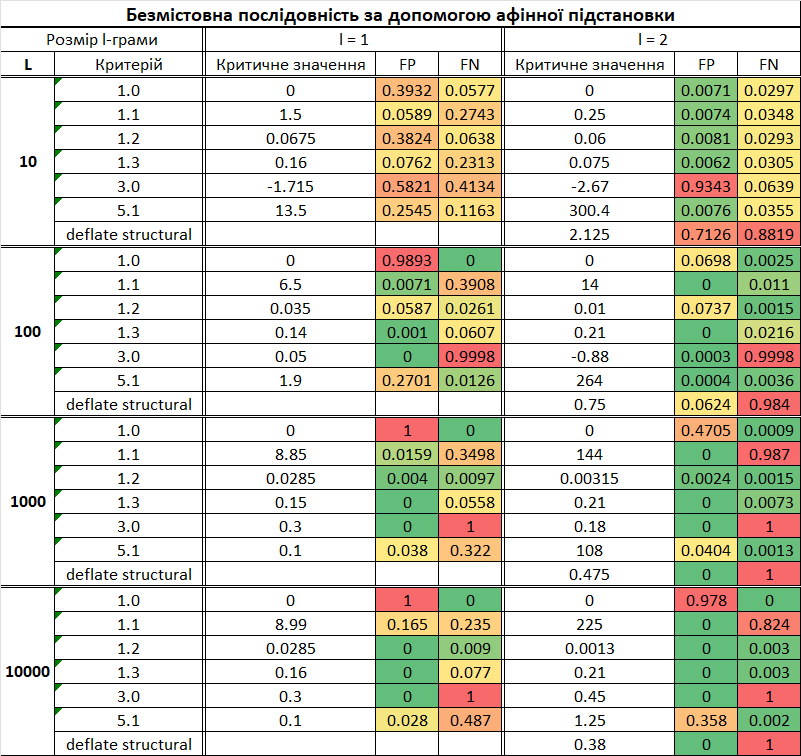 Безмістовна послідовність за допомогою афінної підстановки
Розмір l-грами l = 1 l = 2
L Критерій Критичне значення FP FN Критичне значення FP FN
1.0 0 0.3932 0.0577 0 0.0071 0.0297
1.1 1.5 0.0589 0.2743 0.25 0.0074 0.0348
1.2 0.0675 0.3824 0.0638 0.06 0.0081 0.0293
10 1.3 0.16 0.0762 0.2313 0.075 0.0062 0.0305
3.0 -1.715 0.5821 0.4134 -2.67 0.9343 0.0639
5.1 13.5 0.2545 0.1163 300.4 0.0076 0.0355
deflate structural 2.125 0.7126 0.8819
1.0 0 0.9893 0 0 0.0698 0.0025
1.1 6.5 0.0071 0.3908 14 0 0.011
1.2 0.035 0.0587 0.0261 0.01 0.0737 0.0015
100 1.3 0.14 0.001 0.0607 0.21 0 0.0216
3.0 0.05 0 0.9998 -0.88 0.0003 0.9998
5.1 1.9 0.2701 0.0126 264 0.0004 0.0036
deflate structural 0.75 0.0624 0.984
1.0 0 1 0 0 0.4705 0.0009
1.1 8.85 0.0159 0.3498 144 0 0.987
1.2 0.0285 0.004 0.0097 0.00315 0.0024 0.0015
1000 1.3 0.15 0 0.0558 0.21 0 0.0073
3.0 0.3 0 1 0.18 0 1
5.1 0.1 0.038 0.322 108 0.0404 0.0013
deflate structural 0.475 0 1
1.0 0 1 0 0 0.978 0
1.1 8.99 0.165 0.235 225 0 0.824
1.2 0.0285 0 0.009 0.0013 0 0.003
10000 1.3 0.16 0 0.077 0.21 0 0.003
3.0 0.3 0 1 0.45 0 1
5.1 0.1 0.028 0.487 1.25 0.358 0.002
deflate structural 0.38 0 1